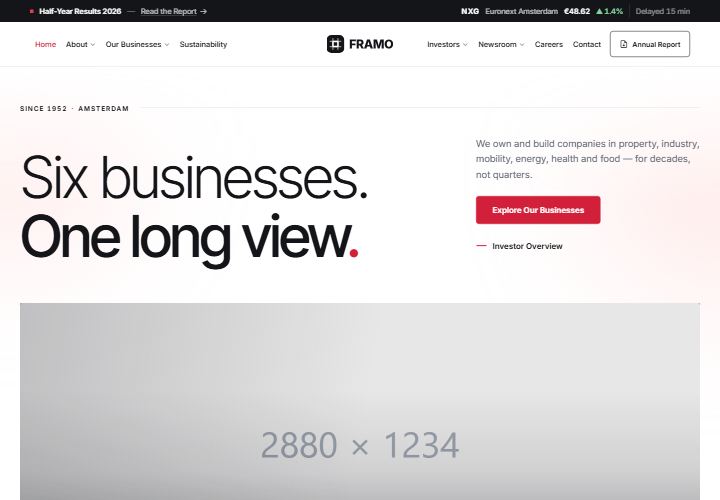 Half-Year Results 2026 — Read the Report →
NXG Euronext Amsterdam €48.62 ▲1.4% Delayed 15 min
Home About Our Businesses Sustainability
FRAMO
Investors Newsroom Careers Contact Annual Report
SINCE 1952 · AMSTERDAM
Six businesses.
One long view.
We own and build companies in property, industry,
mobility, energy, health and food — for decades,
not quarters.
Explore Our Businesses
— Investor Overview
2880 × 1234